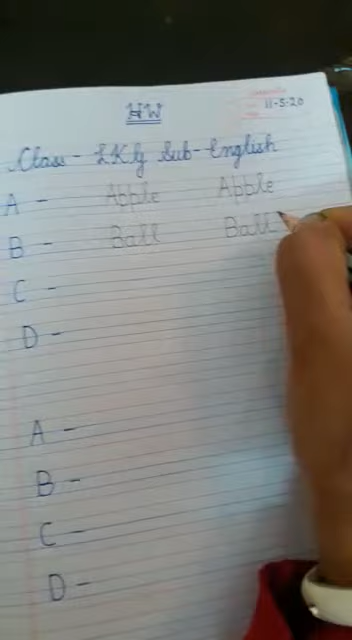 HW
11-5-20
Class - LKG Sub - English
A - Apple Apple
B - Ball Ball
C -
D -
A -
B -
C -
D -